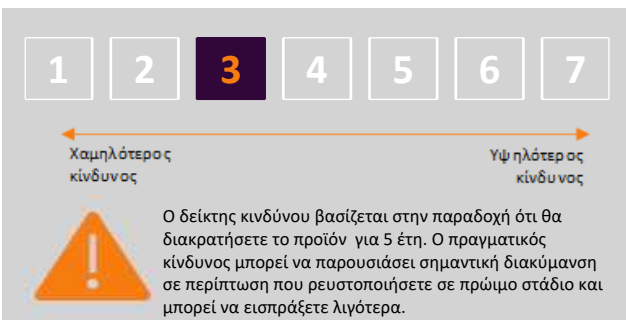 1 2 3 4 5 6 7
Χαμηλότερος Υψηλότερος
κίνδυνος κίνδυνος
Ο δείκτης κινδύνου βασίζεται στην παραδοχή ότι θα
διακρατήσετε το προϊόν για 5 έτη. Ο πραγματικός
κίνδυνος μπορεί να παρουσιάσει σημαντική διακύμανση
σε περίπτωση που ρευστοποιήσετε σε πρώιμο στάδιο και
μπορεί να εισπράξετε λιγότερα.